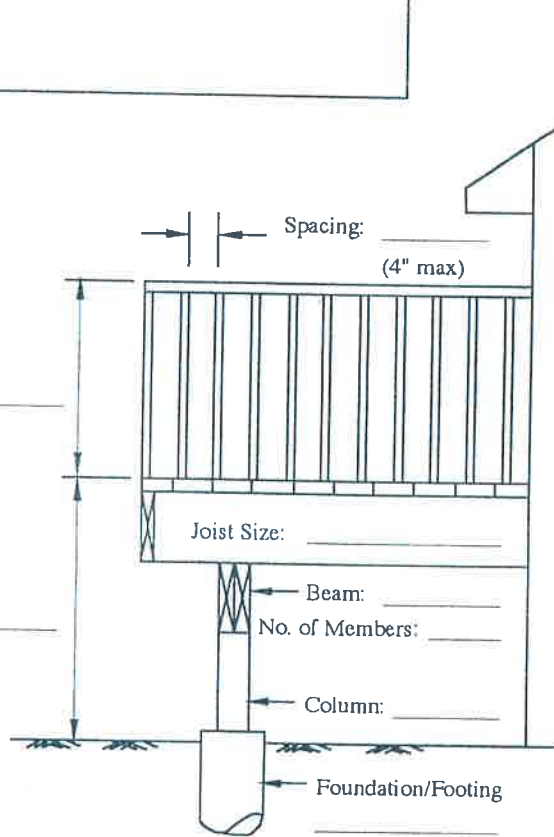 Spacing:
(4" max)
Joist Size:
Beam:
No. of Members:
Column:
Foundation/Footing